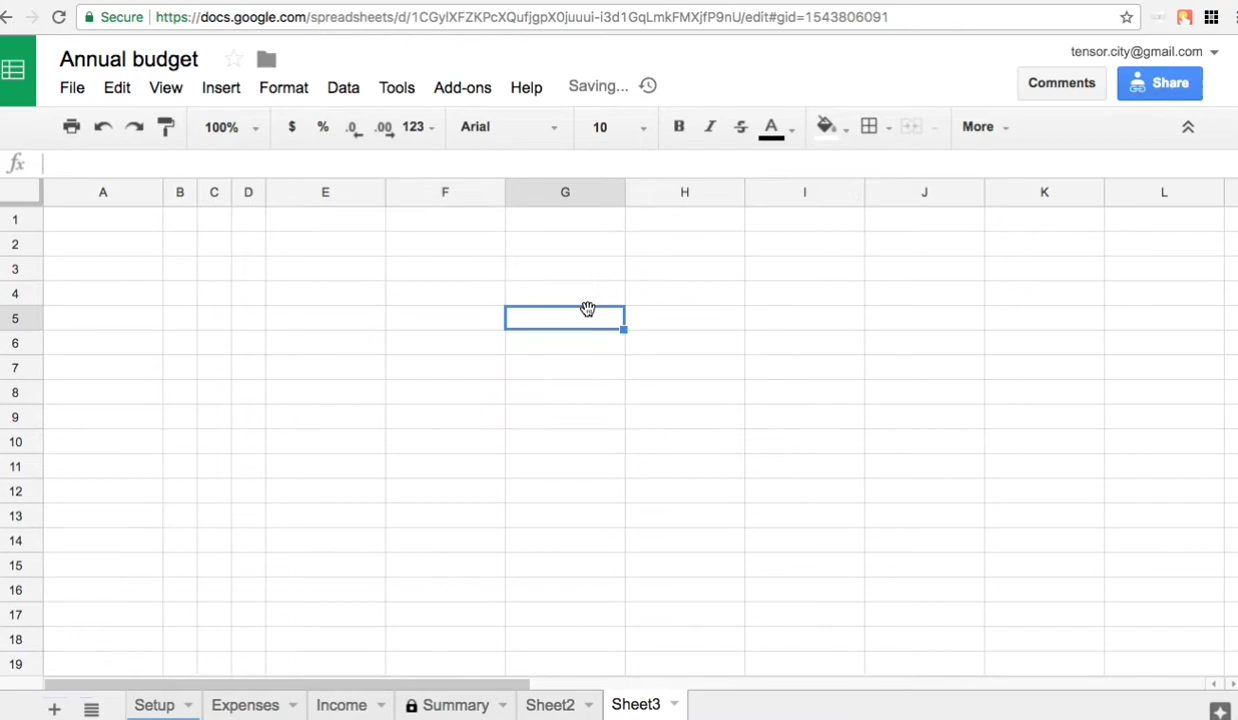 Secure https://docs.google.com/spreadsheets/d/1CGylXFZKPcXQufjgpX0juuui-i3d1GqLmkFMXjfP9nU/edit#gid=1543806091
Annual budget
tensor.city@gmail.com
File Edit View Insert Format Data Tools Add-ons Help Saving...
Comments Share
100% $ % .0 .00 123 Arial 10 B I S A More
fx
A B C D E F G H I J K L
1
2
3
4
5
6
7
8
9
10
11
12
13
14
15
16
17
18
19
+ Setup Expenses Income Summary Sheet2 Sheet3